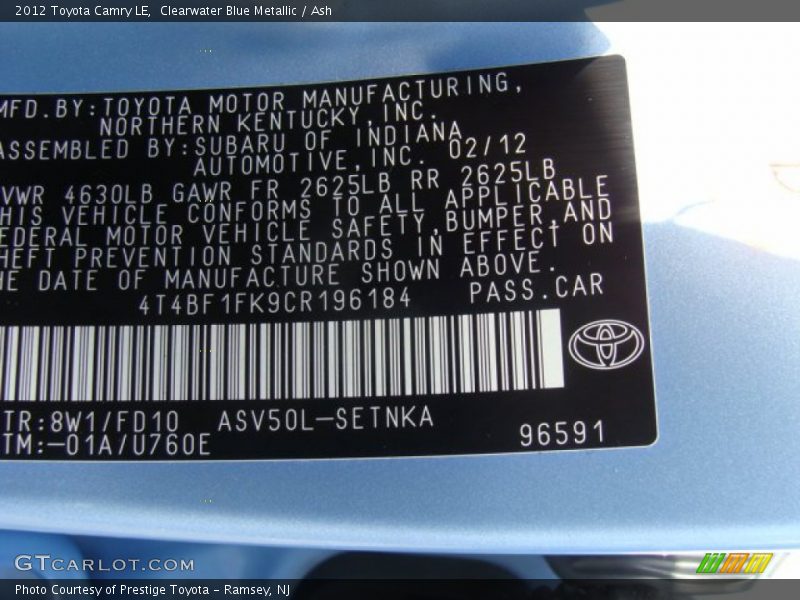 2012 Toyota Camry LE,  Clearwater Blue Metallic / Ash
MFD.BY:TOYOTA MOTOR MANUFACTURING,
NORTHERN KENTUCKY,INC.
ASSEMBLED BY:SUBARU OF INDIANA
AUTOMOTIVE,INC. 02/12
VWR 4630LB GAWR FR 2625LB RR 2625LB
HIS VEHICLE CONFORMS TO ALL APPLICABLE
EDERAL MOTOR VEHICLE SAFETY,BUMPER,AND
HEFT PREVENTION STANDARDS IN EFFECT ON
HE DATE OF MANUFACTURE SHOWN ABOVE.
4T4BF1FK9CR196184 PASS.CAR
TR:8W1/FD10 ASV50L-SETNKA
TM:-01A/U760E 96591
GTCARLOT.COM
Photo Courtesy of Prestige Toyota - Ramsey, NJ